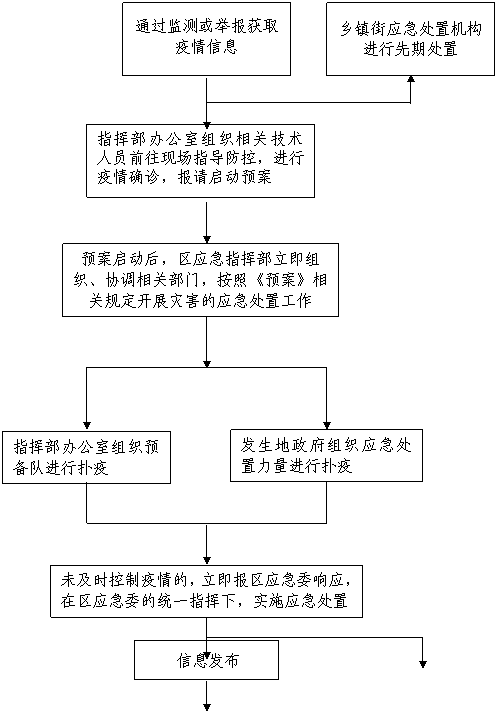 通过监测或举报获取
疫情信息
乡镇街应急处置机构
进行先期处置
指挥部办公室组织相关技术
人员前往现场指导防控，进行
疫情确诊，报请启动预案
预案启动后，区应急指挥部立即组
织、协调相关部门，按照《预案》相
关规定开展灾害的应急处置工作
指挥部办公室组织预
备队进行扑疫
发生地政府组织应急处
置力量进行扑疫
未及时控制疫情的，立即报区应急委响应，
在区应急委的统一指挥下，实施应急处置
信息发布